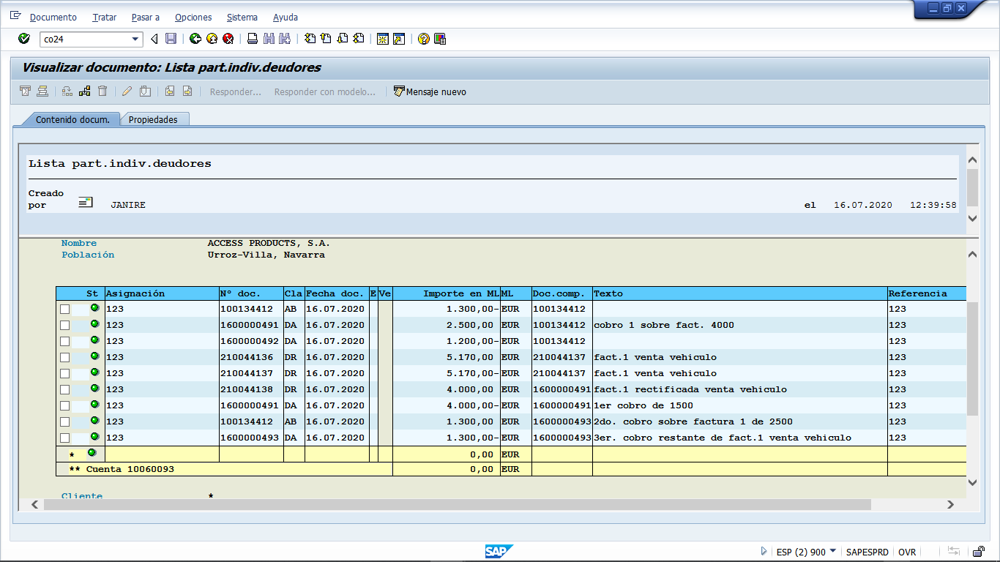 Documento Tratar Pasar a Opciones Sistema Ayuda
co24
Visualizar documento: Lista part.indiv.deudores
Responder... Responder con modelo... Mensaje nuevo
Contenido docum. Propiedades
Lista part.indiv.deudores
Creado
por JANIRE el 16.07.2020 12:39:58
Nombre ACCESS PRODUCTS, S.A.
Población Urroz-Villa, Navarra
St Asignación Nº doc. Cla Fecha doc. E Ve Importe en ML ML Doc.comp. Texto Referencia
123 100134412 AB 16.07.2020 1.300,00- EUR 100134412 123
123 1600000491 DA 16.07.2020 2.500,00 EUR 100134412 cobro 1 sobre fact. 4000 123
123 1600000492 DA 16.07.2020 1.200,00- EUR 100134412 123
123 210044136 DR 16.07.2020 5.170,00 EUR 210044137 fact.1 venta vehiculo 123
123 210044137 DR 16.07.2020 5.170,00- EUR 210044137 fact.1 venta vehiculo 123
123 210044138 DR 16.07.2020 4.000,00 EUR 1600000491 fact.1 rectificada venta vehiculo 123
123 1600000491 DA 16.07.2020 4.000,00- EUR 1600000491 1er cobro de 1500 123
123 100134412 AB 16.07.2020 1.300,00 EUR 1600000493 2do. cobro sobre factura 1 de 2500 123
123 1600000493 DA 16.07.2020 1.300,00- EUR 1600000493 3er. cobro restante de fact.1 venta vehiculo 123
* 0,00 EUR
** Cuenta 10060093 0,00 EUR
Cliente *
SAP ESP (2) 900 SAPESPRD OVR